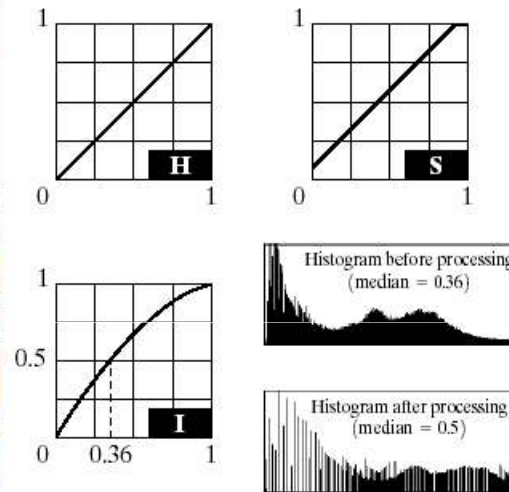 1
H
0
1
1
S
0
1
1
0.5
I
0
0.36
1
Histogram before processing
(median = 0.36)
Histogram after processing
(median = 0.5)